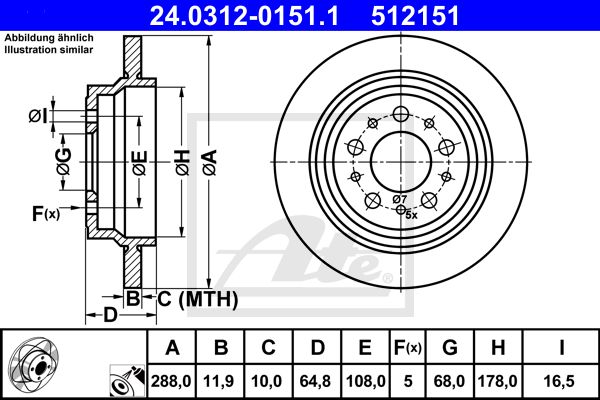 24.0312-0151.1 512151
Abbildung ähnlich
Illustration similar
ØI
ØG
ØE
ØH
ØA
F(x)
Ø7
5x
B
C (MTH)
D
Ate
®
A B C D E F(x) G H I
288,0 11,9 10,0 64,8 108,0 5 68,0 178,0 16,5